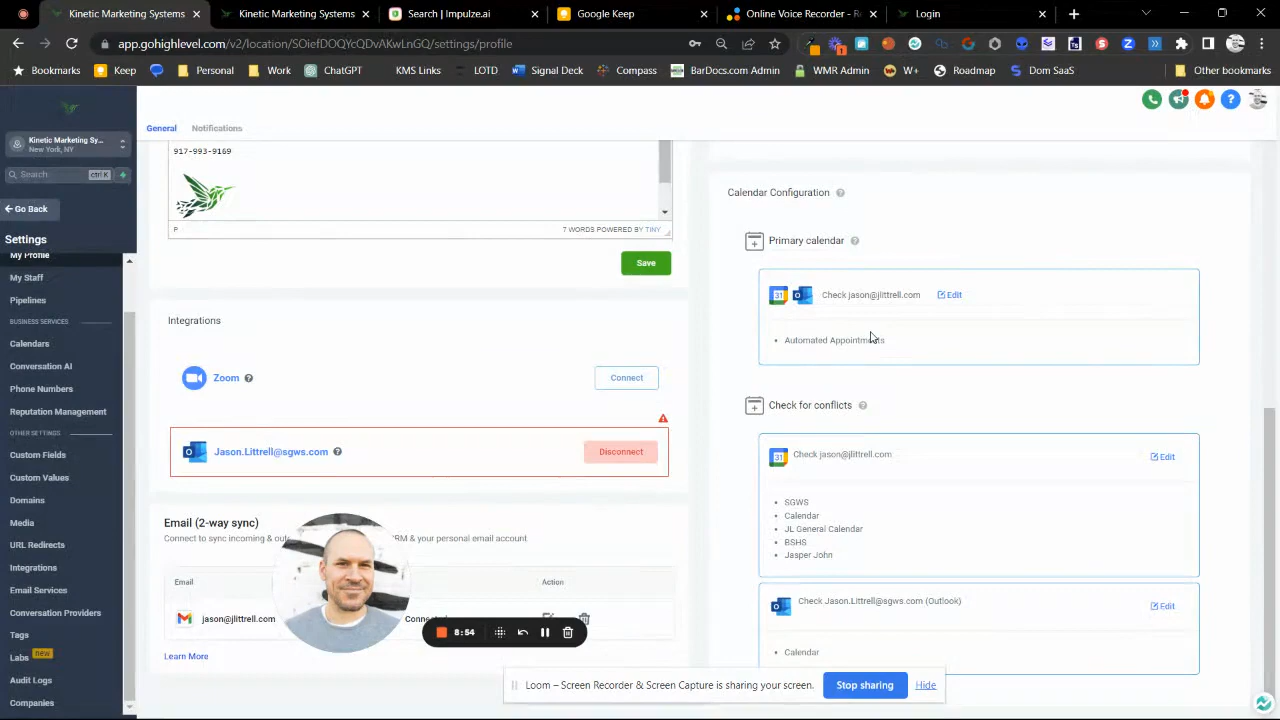 Kinetic Marketing Systems
Kinetic Marketing Systems
Search | Impulze.ai
Google Keep
Online Voice Recorder - R
Login
app.gohighlevel.com/v2/location/SOiefDOQYcQDvAKwLnGQ/settings/profile
Bookmarks
Keep
Personal
Work
ChatGPT
KMS Links
LOTD
Signal Deck
Compass
BarDocs.com Admin
WMR Admin
W+
Roadmap
Dom SaaS
Other bookmarks
Kinetic Marketing Sy...
New York, NY
Search
ctrl K
Go Back
Settings
My Profile
My Staff
Pipelines
BUSINESS SERVICES
Calendars
Conversation AI
Phone Numbers
Reputation Management
OTHER SETTINGS
Custom Fields
Custom Values
Domains
Media
URL Redirects
Integrations
Email Services
Conversation Providers
Tags
Labs new
Audit Logs
Companies
General
Notifications
917-993-9169
P
7 WORDS POWERED BY TINY
Save
Integrations
Zoom
Connect
Jason.Littrell@sgws.com
Disconnect
Email (2-way sync)
Connect to sync incoming & out
RM & your personal email account
Email
Action
jason@jlittrell.com
Conne
Learn More
8:54
Calendar Configuration
Primary calendar
31
Check jason@jlittrell.com
Edit
Automated Appointments
Check for conflicts
31
Check jason@jlittrell.com
Edit
SGWS
Calendar
JL General Calendar
BSHS
Jasper John
Check Jason.Littrell@sgws.com (Outlook)
Edit
Calendar
Loom – Screen Recorder & Screen Capture is sharing your screen.
Stop sharing
Hide